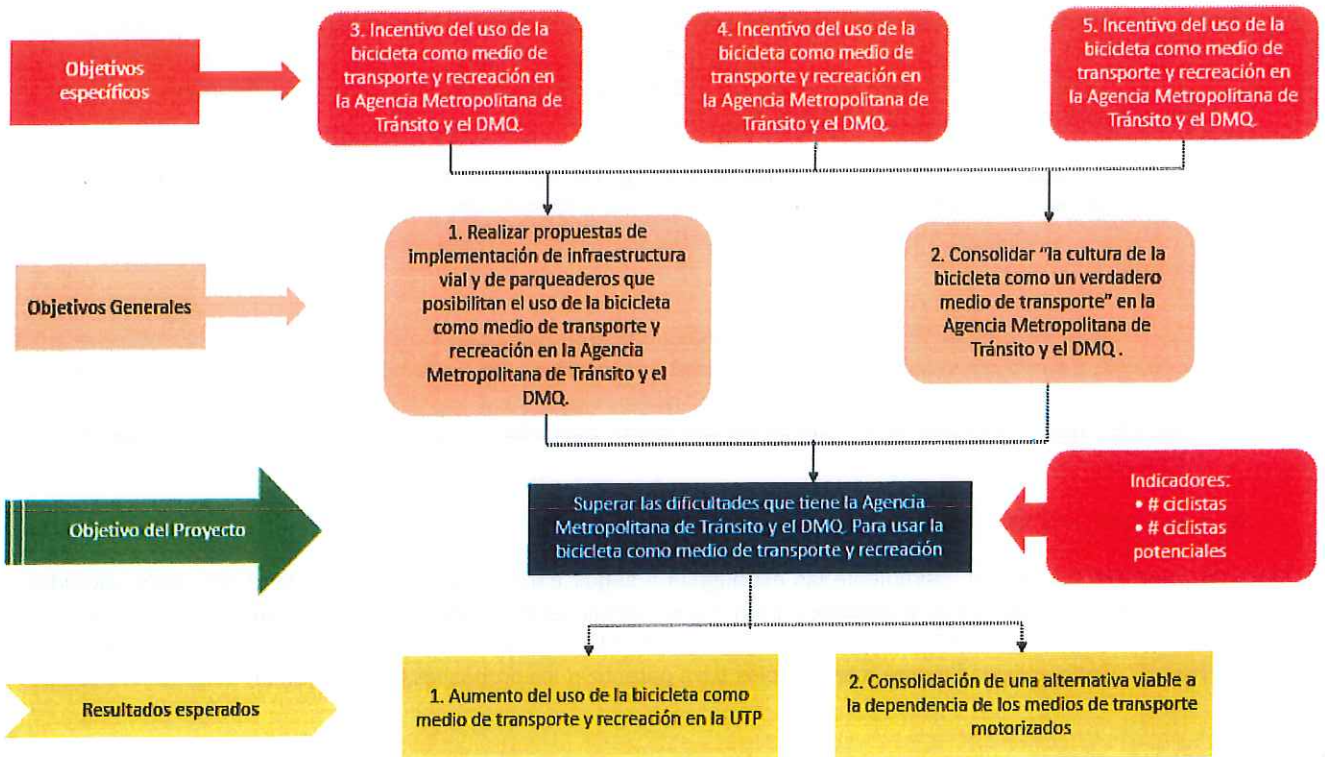 Objetivos
específicos
3. Incentivo del uso de la
bicicleta como medio de
transporte y recreación en
la Agencia Metropolitana de
Tránsito y el DMQ.
4. Incentivo del uso de la
bicicleta como medio de
transporte y recreación en
la Agencia Metropolitana de
Tránsito y el DMQ.
5. Incentivo del uso de la
bicicleta como medio de
transporte y recreación en
la Agencia Metropolitana de
Tránsito y el DMQ.
Objetivos Generales
1. Realizar propuestas de
implementación de infraestructura
vial y de parqueaderos que
posibilitan el uso de la bicicleta
como medio de transporte y
recreación en la Agencia
Metropolitana de Tránsito y el
DMQ.
2. Consolidar “la cultura de la
bicicleta como un verdadero
medio de transporte” en la
Agencia Metropolitana de
Tránsito y el DMQ .
Objetivo del Proyecto
Superar las dificultades que tiene la Agencia
Metropolitana de Tránsito y el DMQ. Para usar la
bicicleta como medio de transporte y recreación
Indicadores:
• # ciclistas
• # ciclistas
potenciales
Resultados esperados
1. Aumento del uso de la bicicleta como
medio de transporte y recreación en la UTP
2. Consolidación de una alternativa viable a
la dependencia de los medios de transporte
motorizados